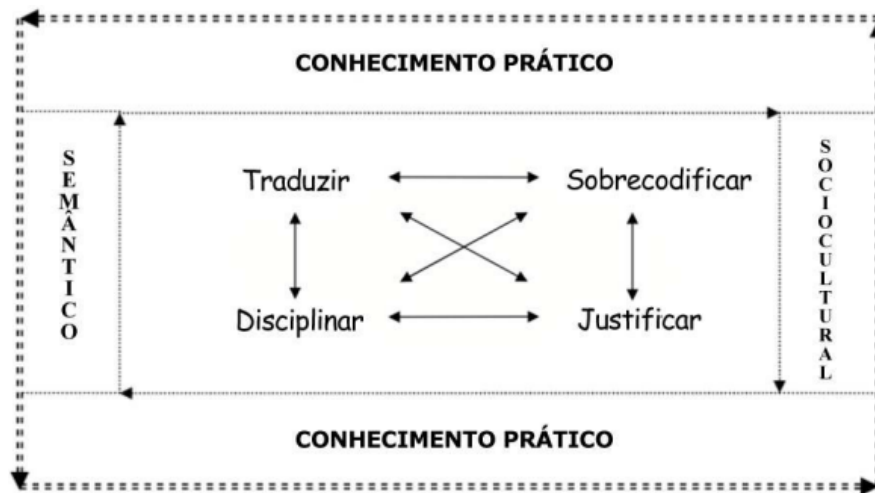 CONHECIMENTO PRÁTICO
SEMÂNTICO
Traduzir
Sobrecodificar
Disciplinar
Justificar
SOCIOCULTURAL
CONHECIMENTO PRÁTICO